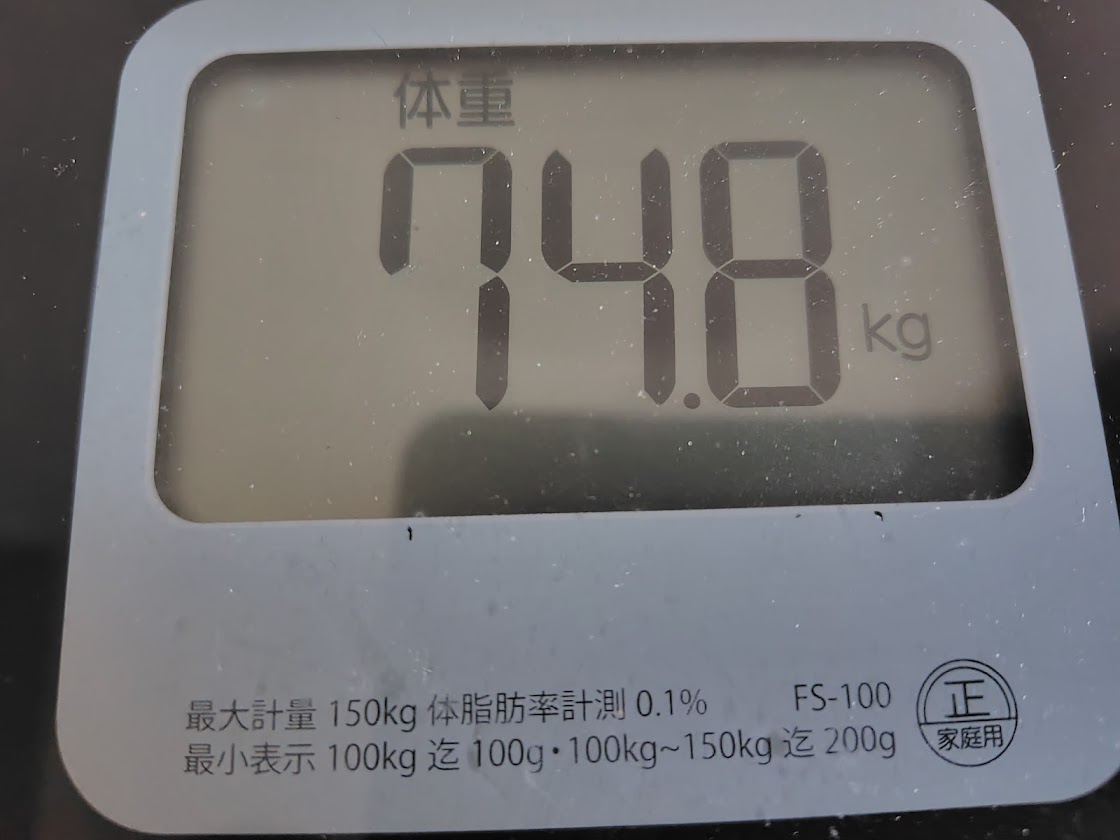 体重
74.8 kg
最大計量 150kg 体脂肪率計測 0.1% FS-100
最小表示 100kg 迄 100g・100kg~150kg 迄 200g
正
家庭用